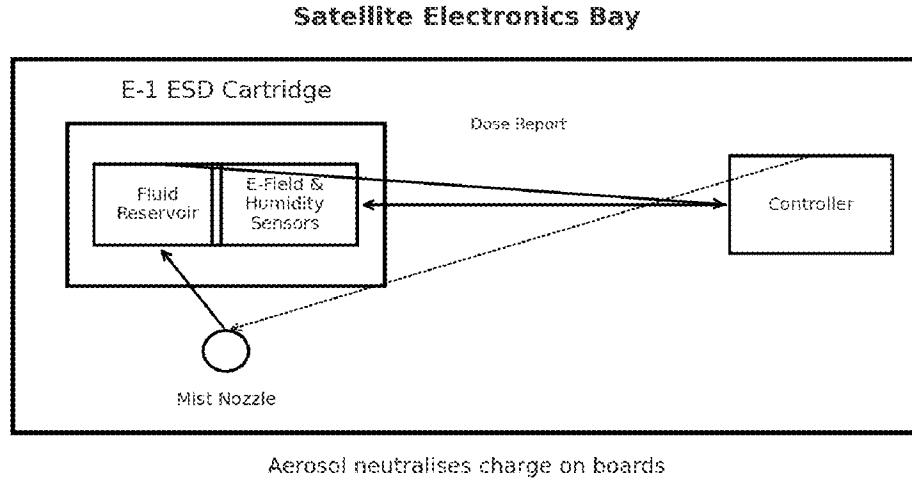 Satellite Electronics Bay
E-1 ESD Cartridge
Dose Report
Fluid
Reservoir
E-Field &
Humidity
Sensors
Controller
Mist Nozzle
Aerosol neutralises charge on boards